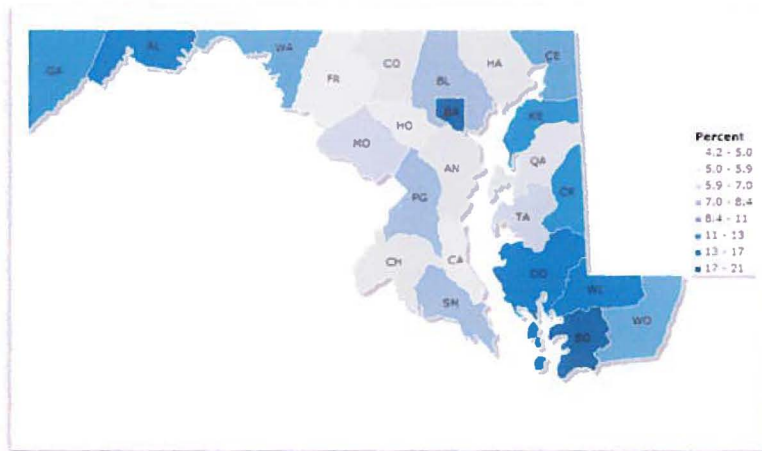 GA
AL
WA
FR
CO
BL
HA
CE
BA
HO
KE
MO
AN
QA
PG
CR
TA
CH
CA
DO
SM
WI
SO
WO
Percent
4.2 - 5.0
5.0 - 5.9
5.9 - 7.0
7.0 - 8.4
8.4 - 11
11 - 13
13 - 17
17 - 21